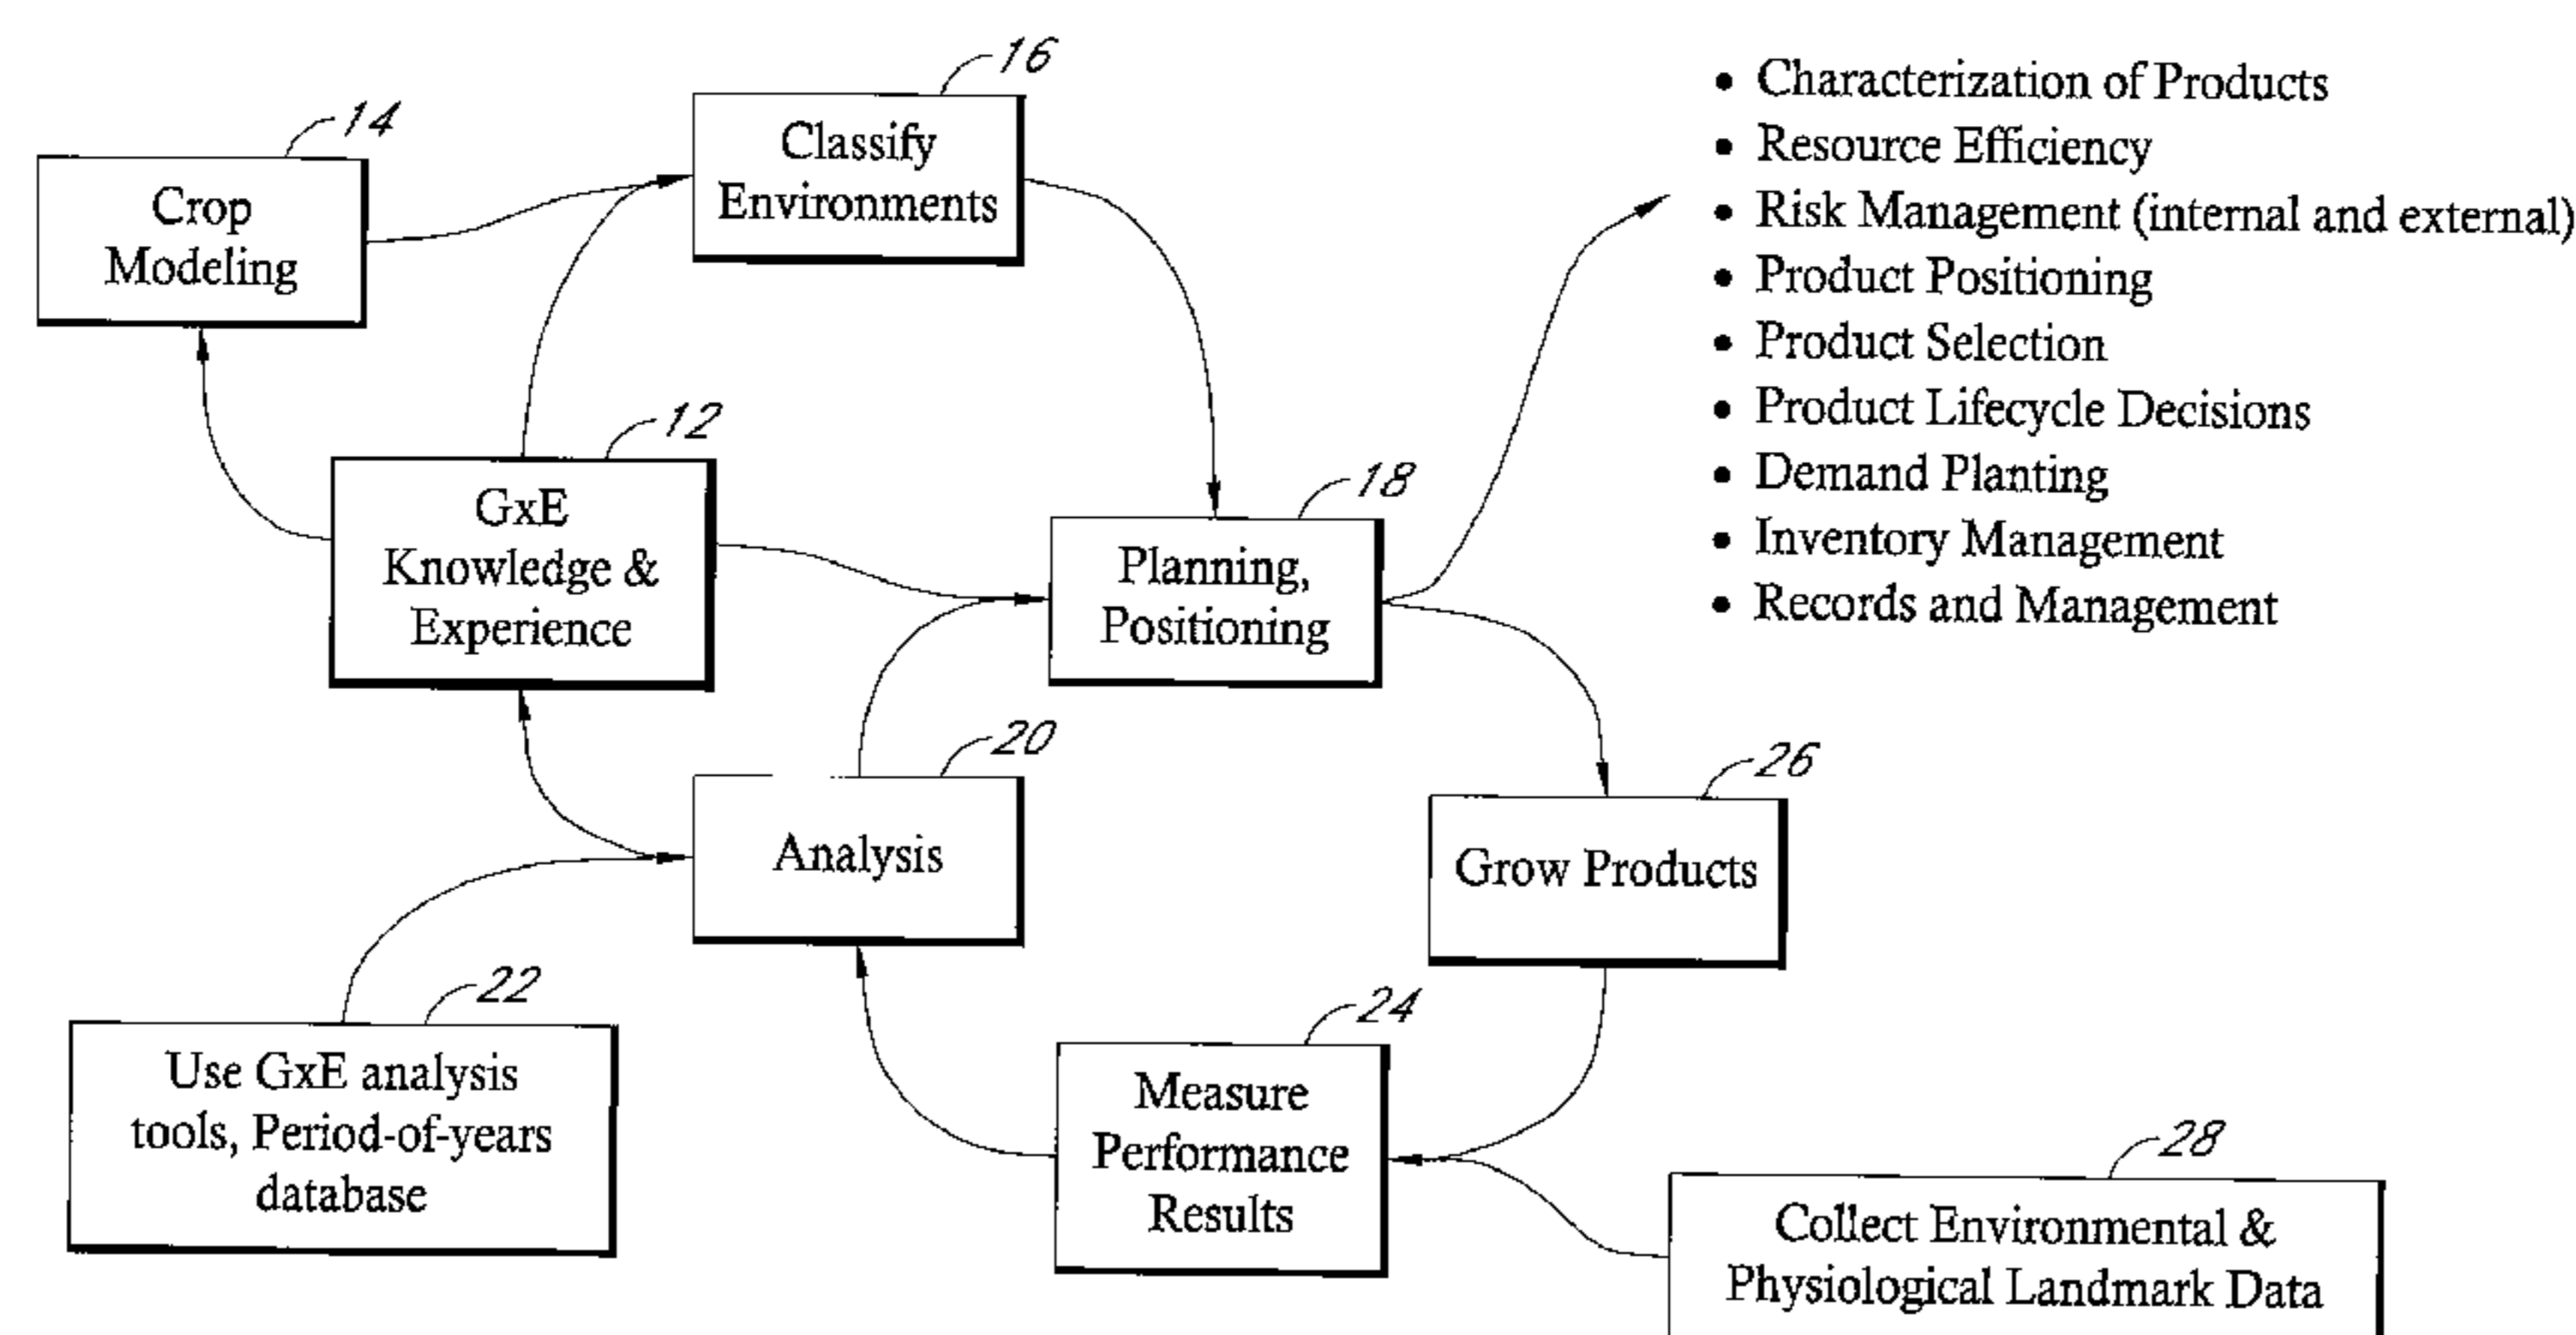 16
14
Classify
Environments
Crop
Modeling
• Characterization of Products
• Resource Efficiency
• Risk Management (internal and external)
• Product Positioning
• Product Selection
• Product Lifecycle Decisions
• Demand Planting
• Inventory Management
• Records and Management
12
GxE
Knowledge &
Experience
18
Planning,
Positioning
20
Analysis
26
Grow Products
22
Use GxE analysis
tools, Period-of-years
database
24
Measure
Performance
Results
28
Collect Environmental &
Physiological Landmark Data